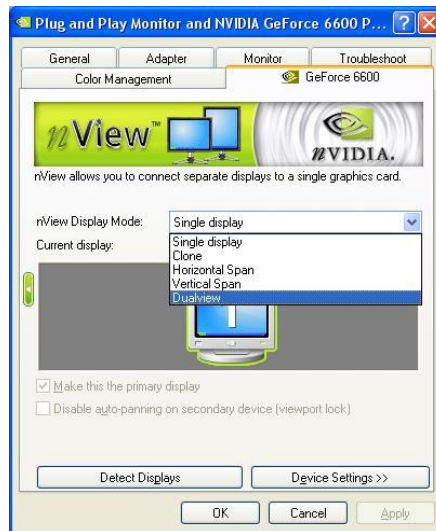 Plug and Play Monitor and NVIDIA GeForce 6600 P...
General Adapter Monitor Troubleshoot
Color Management GeForce 6600
nView™
NVIDIA.
nView allows you to connect separate displays to a single graphics card.
nView Display Mode: Single display
Current display:
Single display
Clone
Horizontal Span
Vertical Span
Dualview
1
Make this the primary display
Disable auto-panning on secondary device (viewport lock)
Detect Displays Device Settings >>
OK Cancel Apply